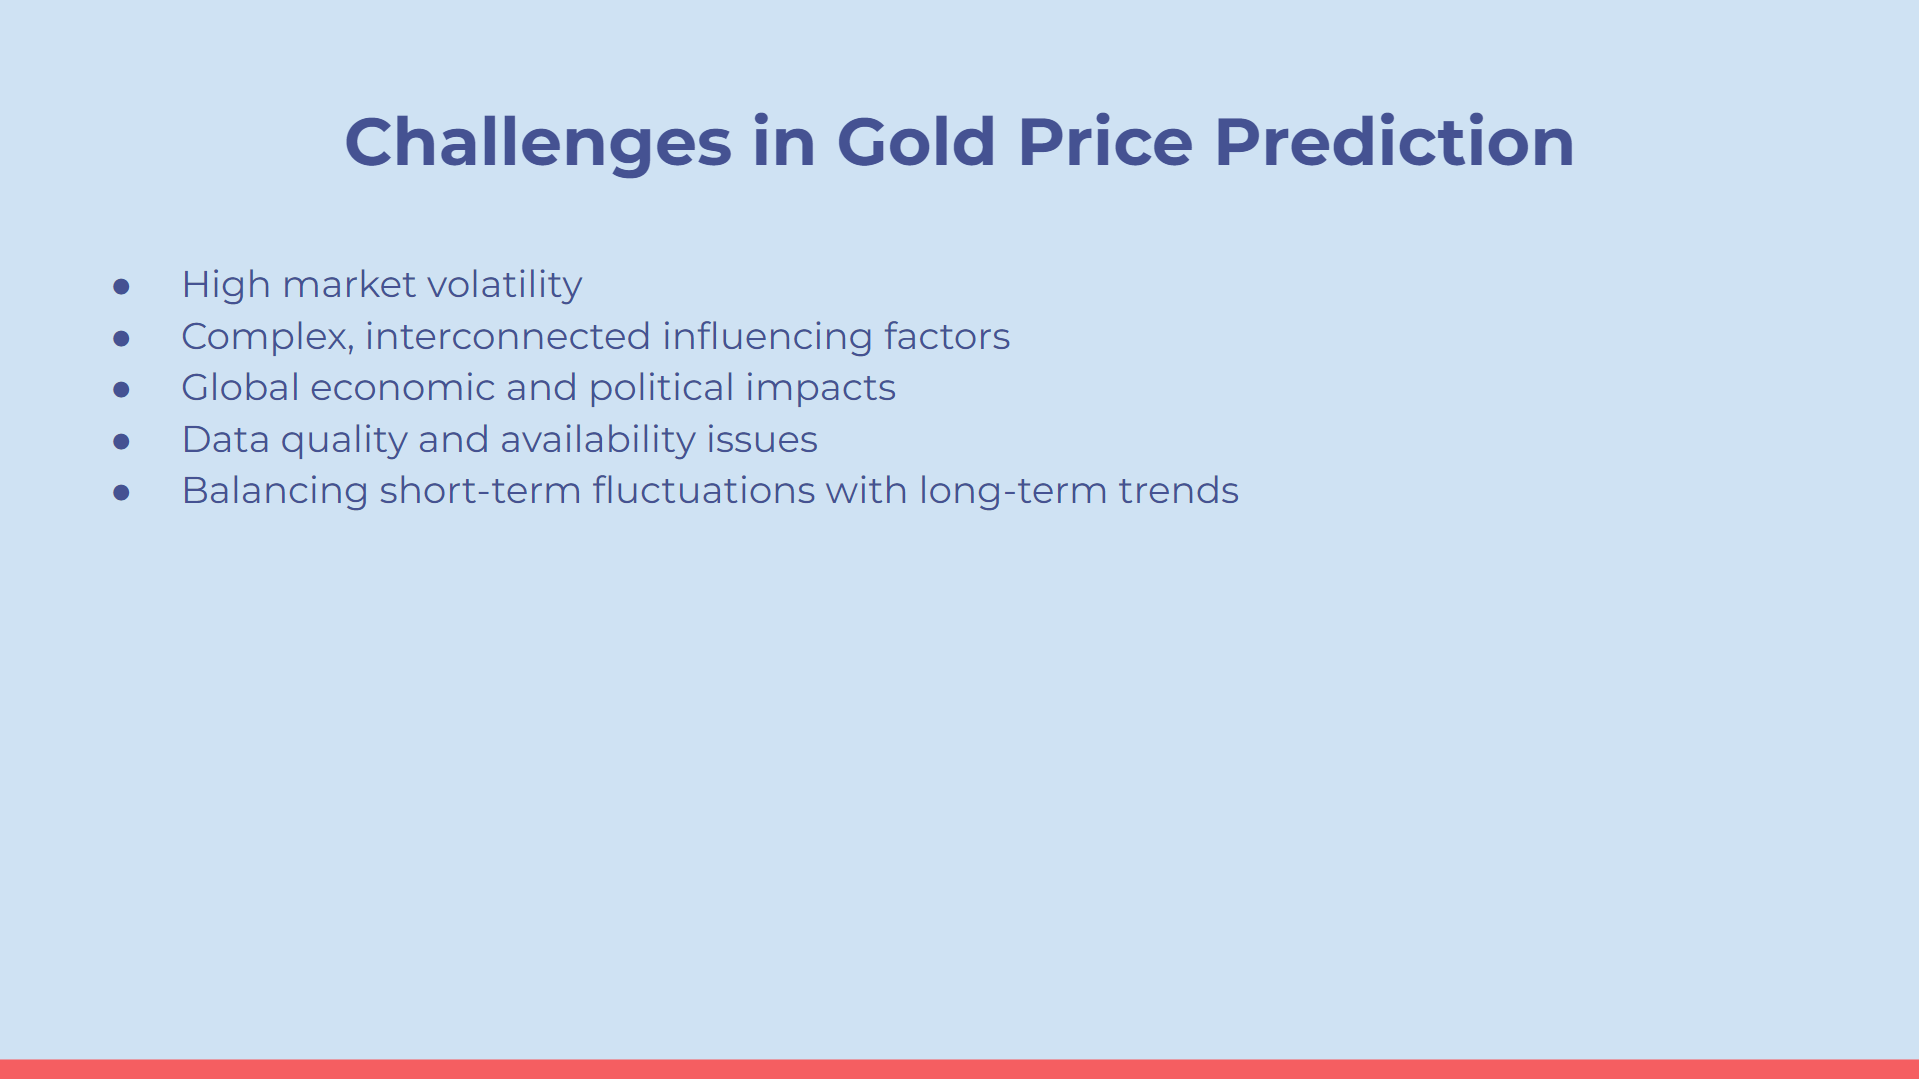 Challenges in Gold Price Prediction
● High market volatility
● Complex, interconnected influencing factors
● Global economic and political impacts
● Data quality and availability issues
● Balancing short-term fluctuations with long-term trends